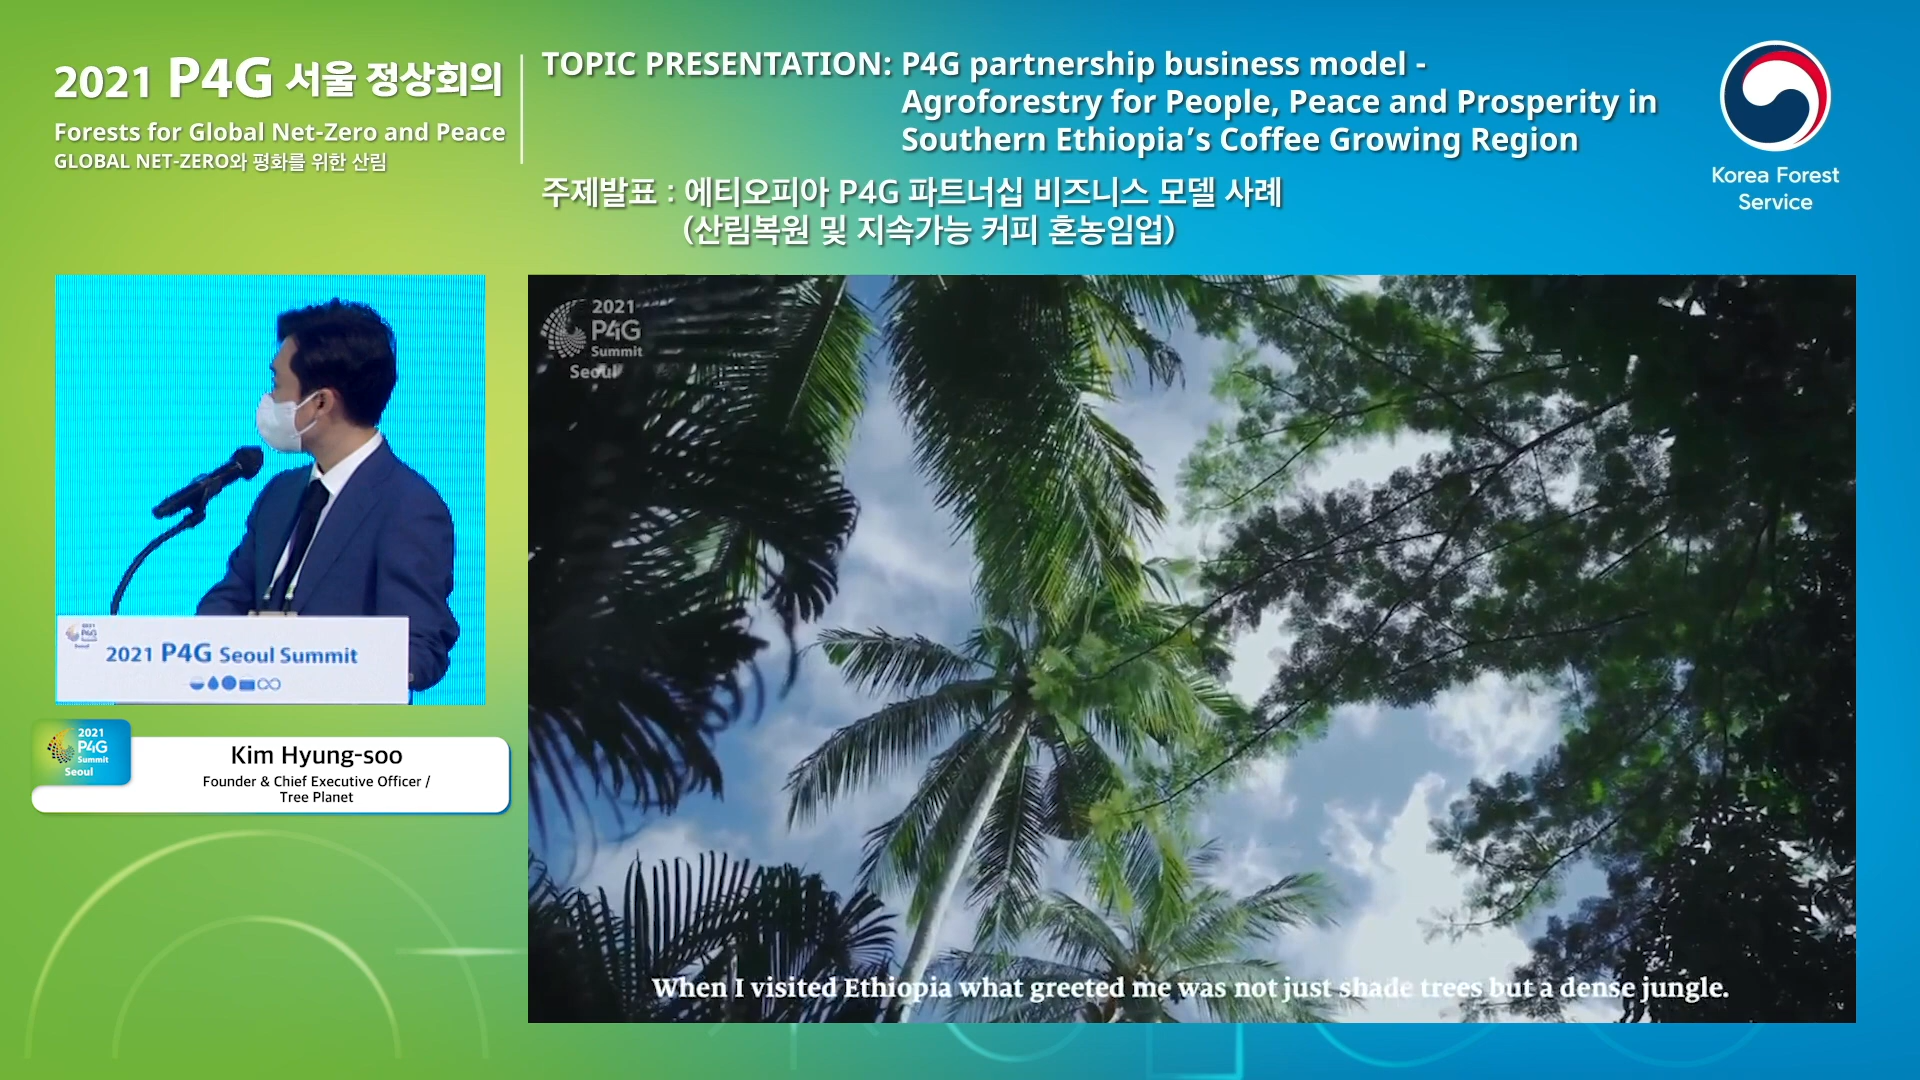 2021 P4G 서울 정상회의
Forests for Global Net-Zero and Peace
GLOBAL NET-ZERO와 평화를 위한 산림
TOPIC PRESENTATION: P4G partnership business model -
Agroforestry for People, Peace and Prosperity in
Southern Ethiopia's Coffee Growing Region
주제발표 : 에티오피아 P4G 파트너십 비즈니스 모델 사례
(산림복원 및 지속가능 커피 혼농임업)
Korea Forest
Service
2021
P4G
Summit
Seoul
2021 P4G Seoul Summit
2021
P4G
Summit
Seoul
Kim Hyung-soo
Founder & Chief Executive Officer /
Tree Planet
When I visited Ethiopia what greeted me was not just shade trees but a dense jungle.